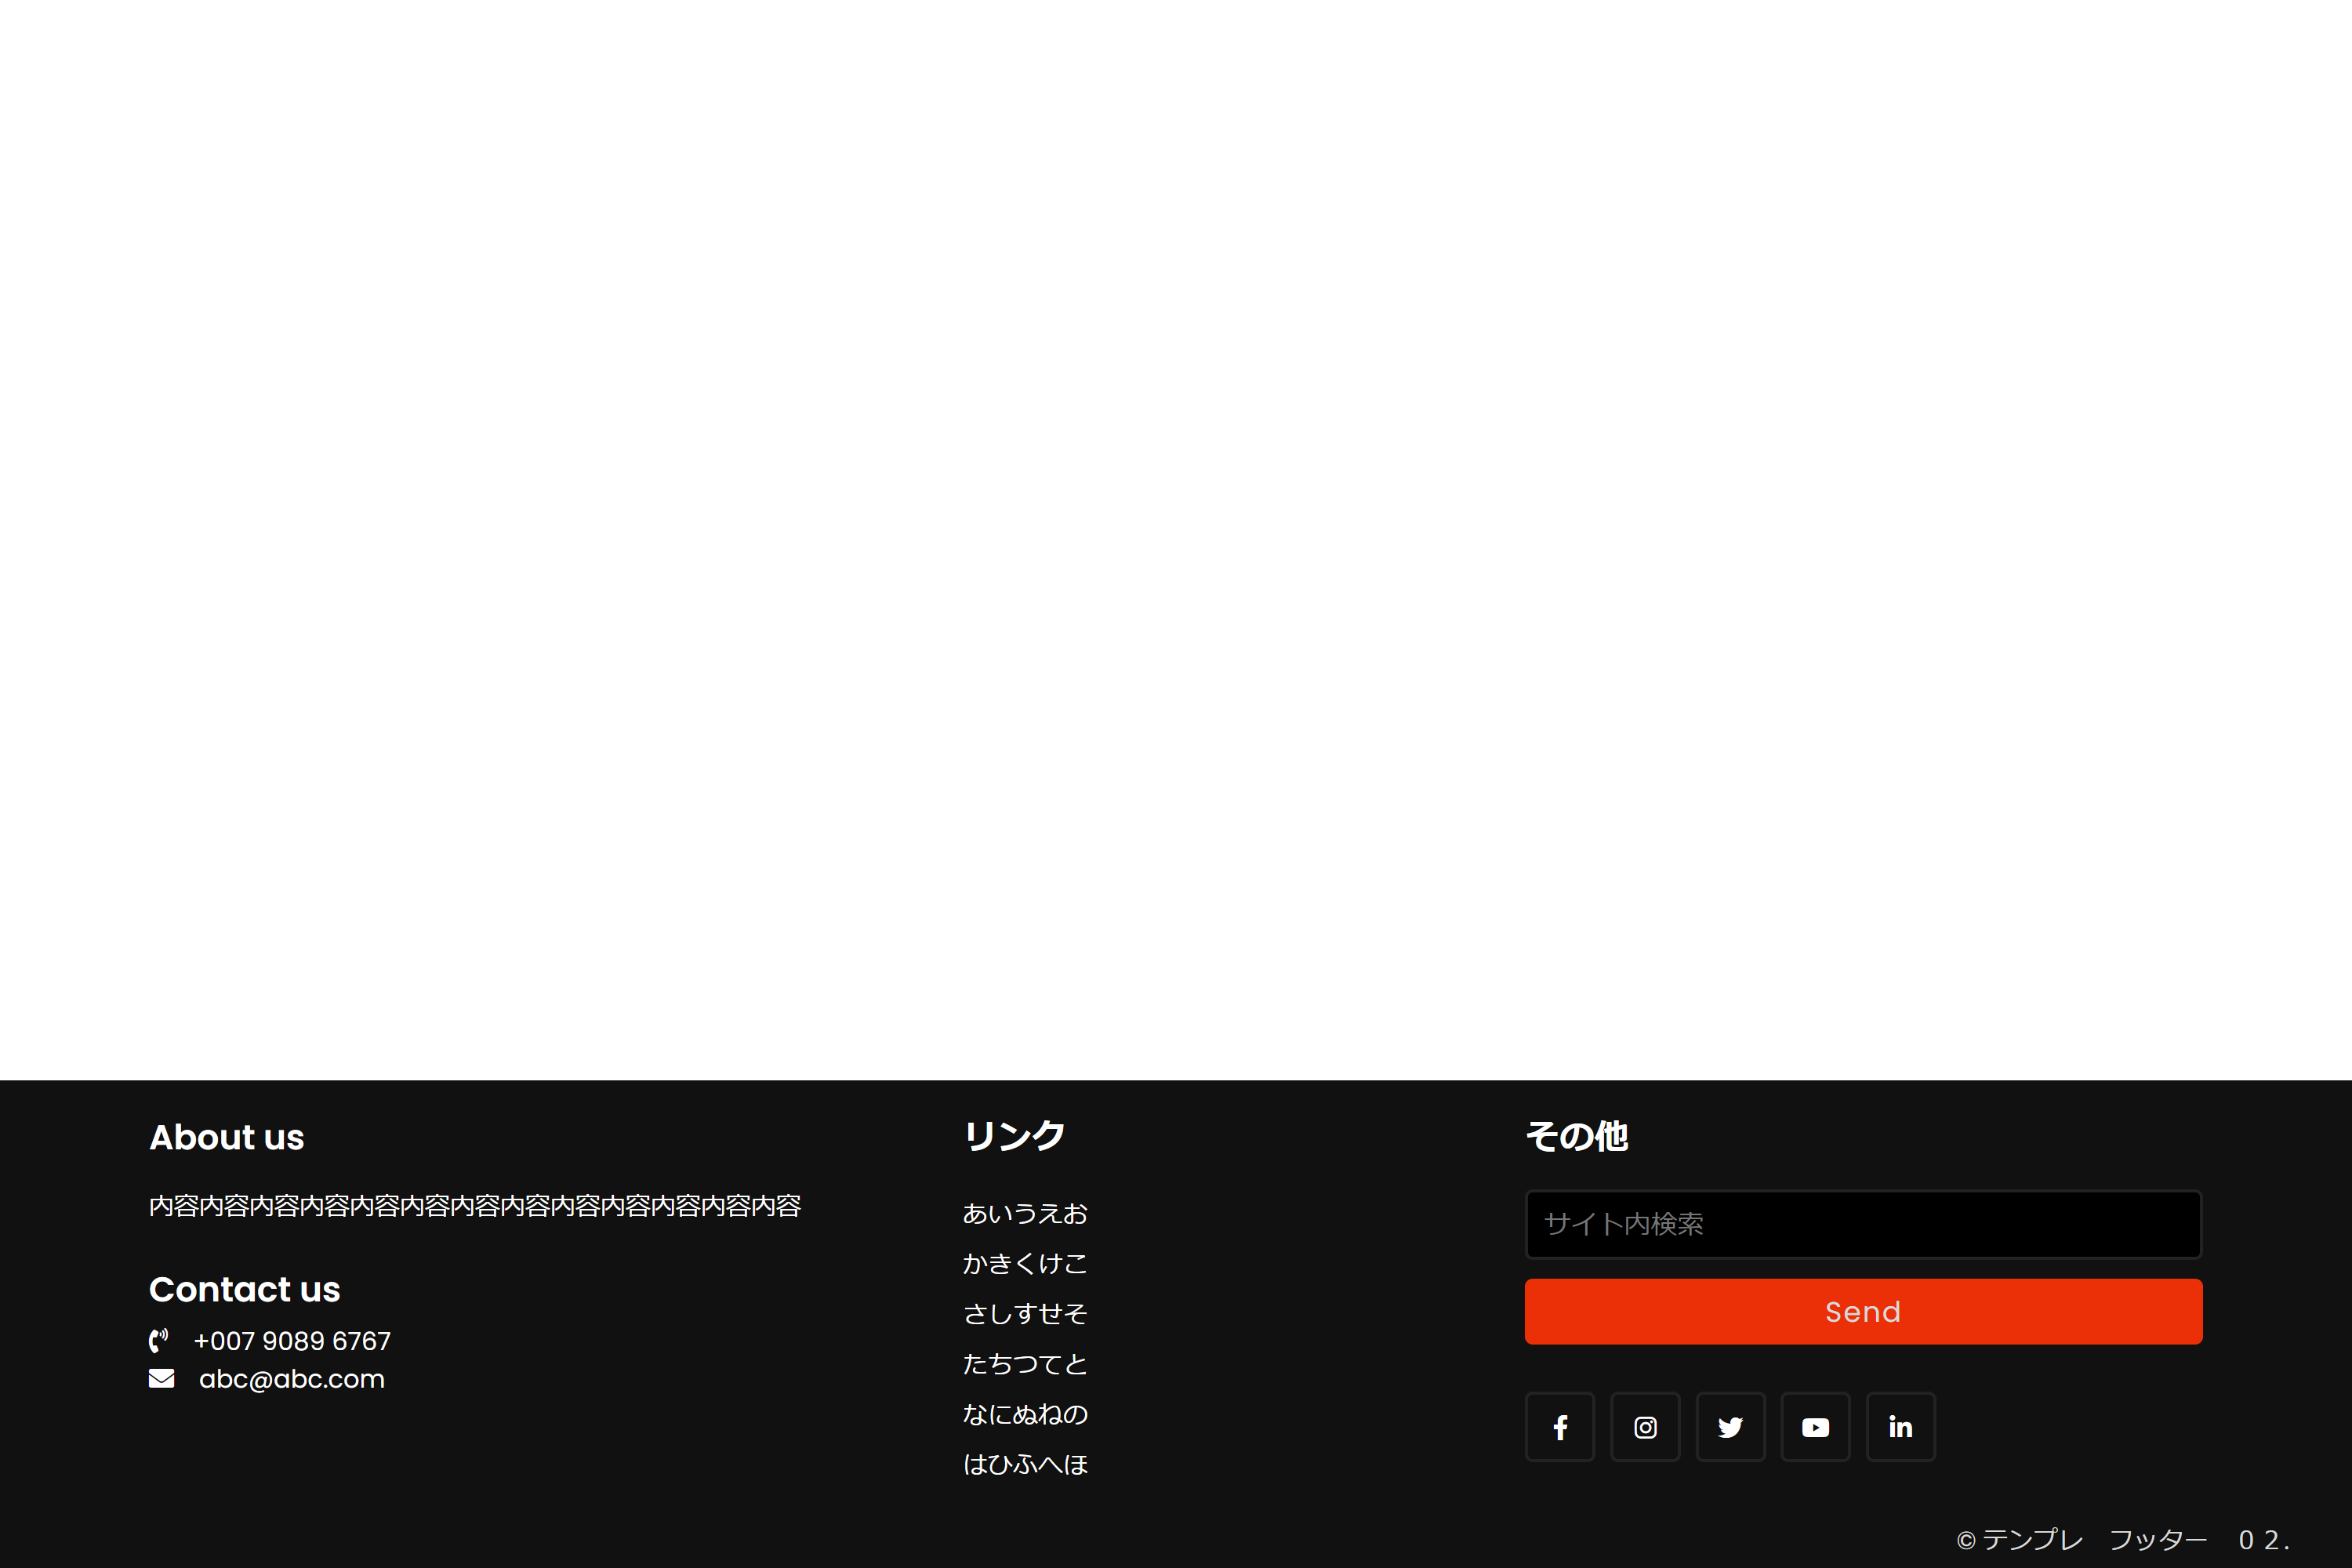 About us
内容内容内容内容内容内容内容内容内容内容内容内容内容
Contact us
+007 9089 6767
abc@abc.com
リンク
あいうえお
かきくけこ
さしすせそ
たちつてと
なにぬねの
はひふへほ
その他
サイト内検索
Send
© テンプレ　フッター　０２.